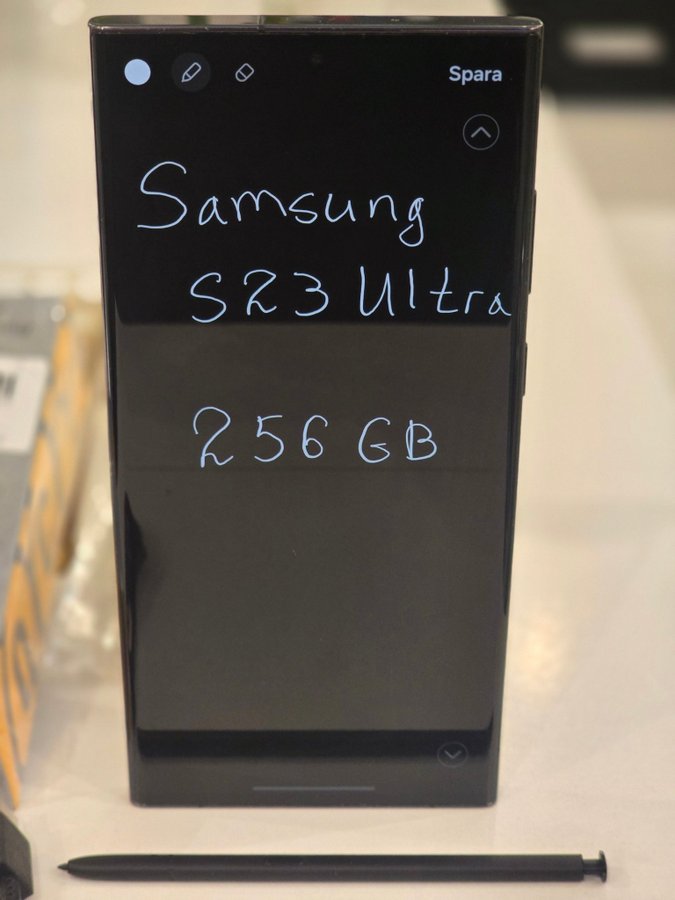 Spara
Samsung
S23 Ultra
256 GB